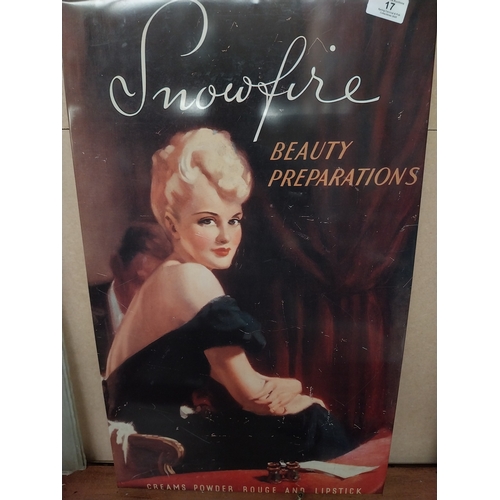 17
Snowfire
BEAUTY
PREPARATIONS
CREAMS POWDER ROUGE AND LIPSTICK